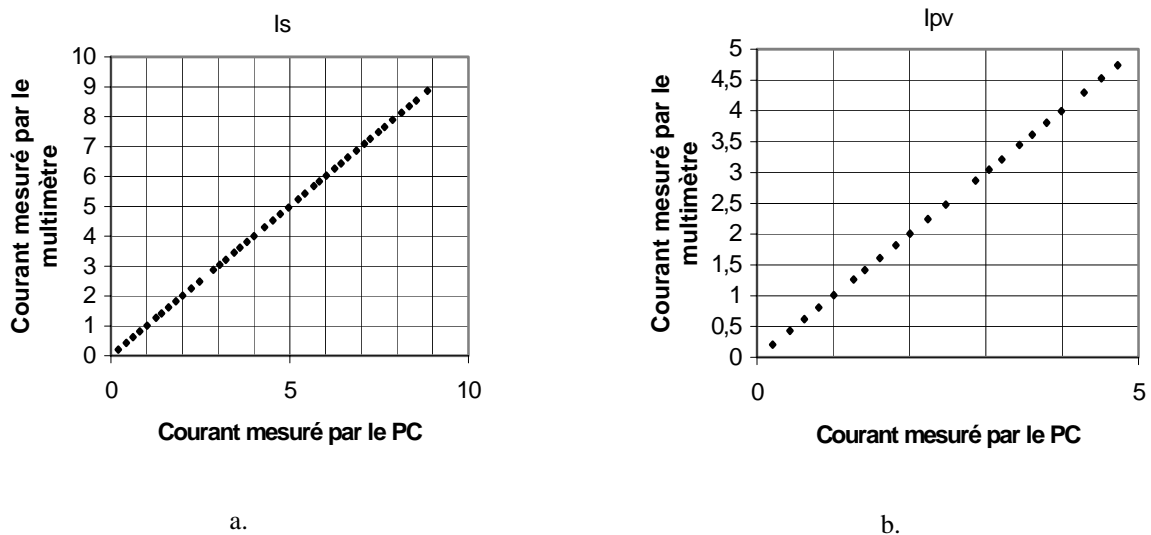 Is
10
9
8
7
6
5
4
3
2
1
0
0 5 10
Courant mesuré par le
multimètre
Courant mesuré par le PC
a.
Ipv
5
4,5
4
3,5
3
2,5
2
1,5
1
0,5
0
0 5
Courant mesuré par le
multimètre
Courant mesuré par le PC
b.